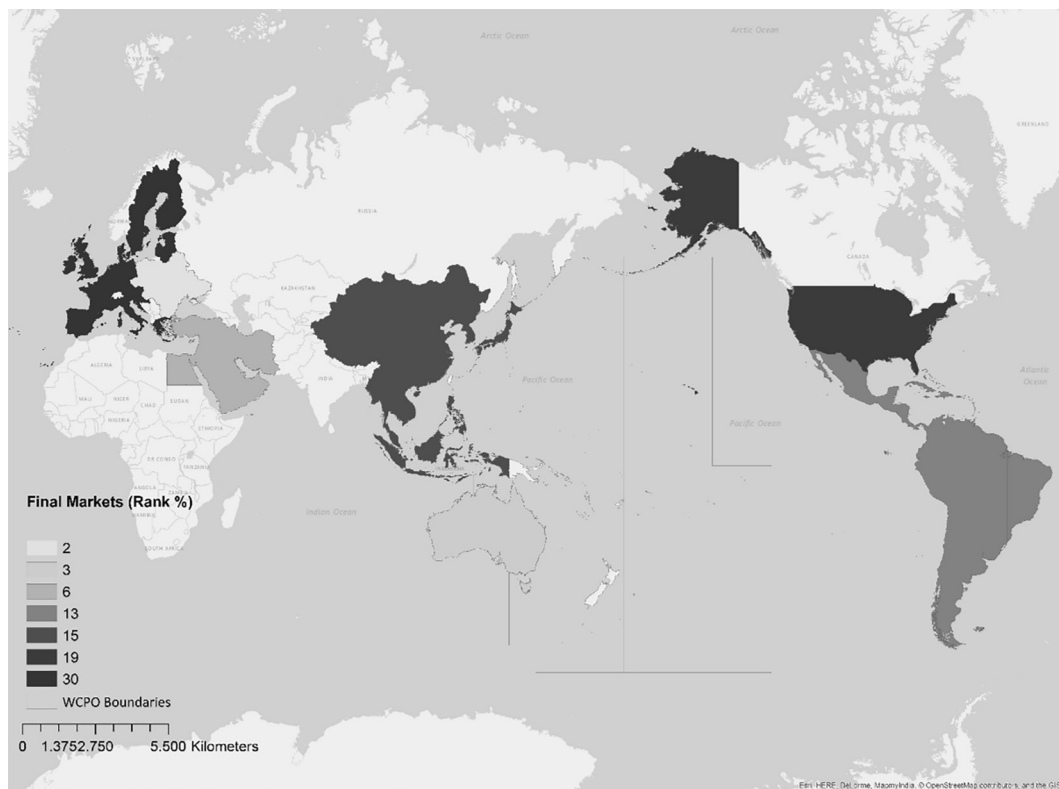 Arctic Ocean
Arctic Ocean
GREENLAND
RUSSIA
CANADA
KAZAKHSTAN
ALGERIA
LIBYA
INDIA
MALI
NIGER
CHAD
SUDAN
NIGERIA
ETHIOPIA
DR CONGO
TANZANIA
ANGOLA
NAMIBIA
SOUTH AFRICA
Pacific Ocean
Atlantic
Ocean
Pacific Ocean
Indian Ocean
Final Markets (Rank %)
2
3
6
13
15
19
30
WCPO Boundaries
0 1.3752.750 5.500 Kilometers
Esri, HERE, DeLorme, MapmyIndia, © OpenStreetMap contributors, and the GIS